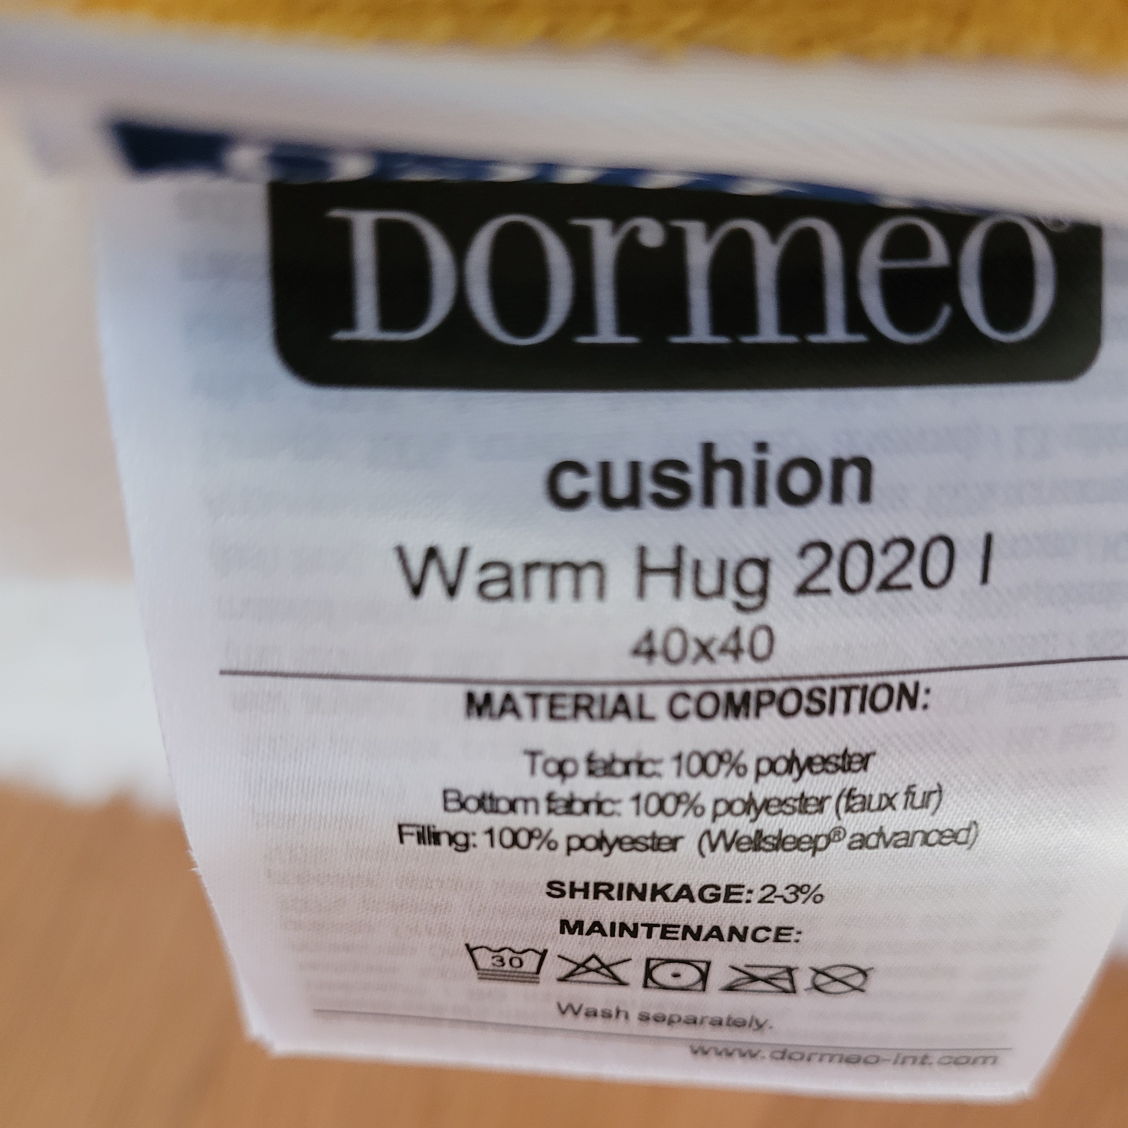 DORMEO®
cushion
Warm Hug 2020 I
40x40
MATERIAL COMPOSITION:
Top fabric: 100% polyester
Bottom fabric: 100% polyester (faux fur)
Filling: 100% polyester (Wellsleep® advanced)
SHRINKAGE: 2-3%
MAINTENANCE:
30
Wash separately.
www.dormeo-int.com